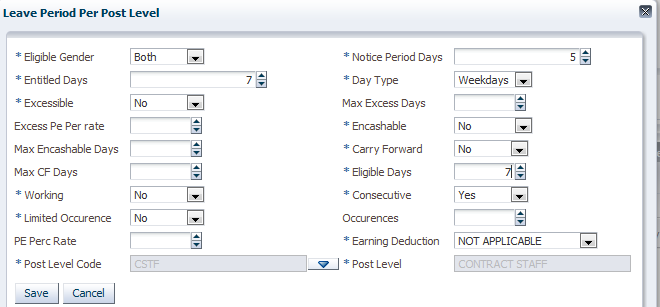 Leave Period Per Post Level
* Eligible Gender Both * Notice Period Days 5
* Entitled Days 7 * Day Type Weekdays
* Excessible No Max Excess Days
Excess Pe Per rate * Encashable No
Max Encashable Days * Carry Forward No
Max CF Days * Eligible Days 7
* Working No * Consecutive Yes
* Limited Occurence No Occurences
PE Perc Rate * Earning Deduction NOT APPLICABLE
* Post Level Code CSTF * Post Level CONTRACT STAFF
Save Cancel